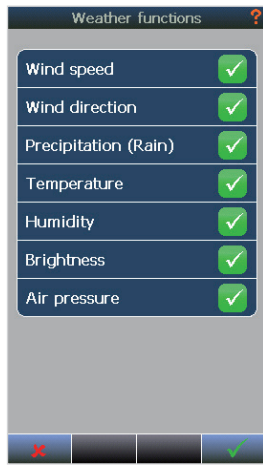 Weather functions ?
Wind speed
Wind direction
Precipitation (Rain)
Temperature
Humidity
Brightness
Air pressure